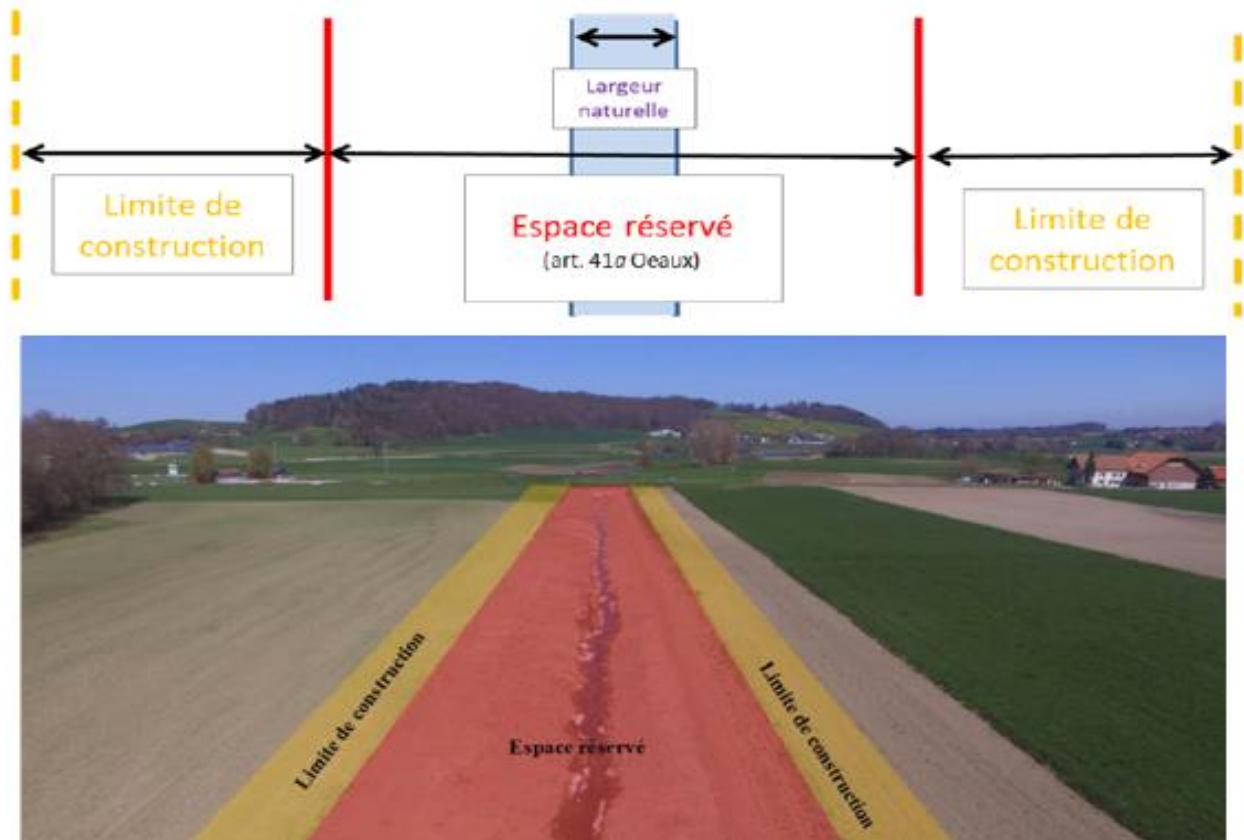 Largeur
naturelle
Limite de
construction
Espace réservé
(art. 41a Oeaux)
Limite de
construction
Limite de construction
Espace réservé
Limite de construction